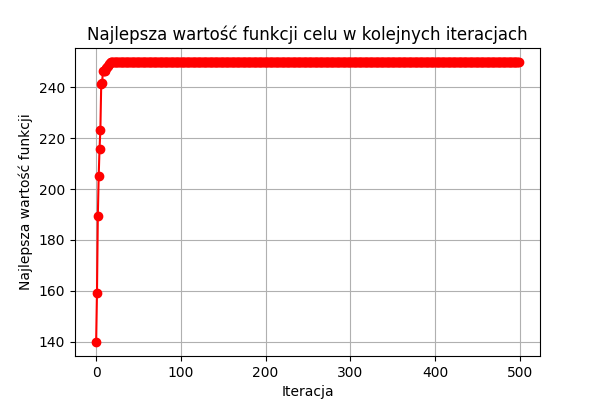 Najlepsza wartość funkcji celu w kolejnych iteracjach
Najlepsza wartość funkcji
240
220
200
180
160
140
0 100 200 300 400 500
Iteracja